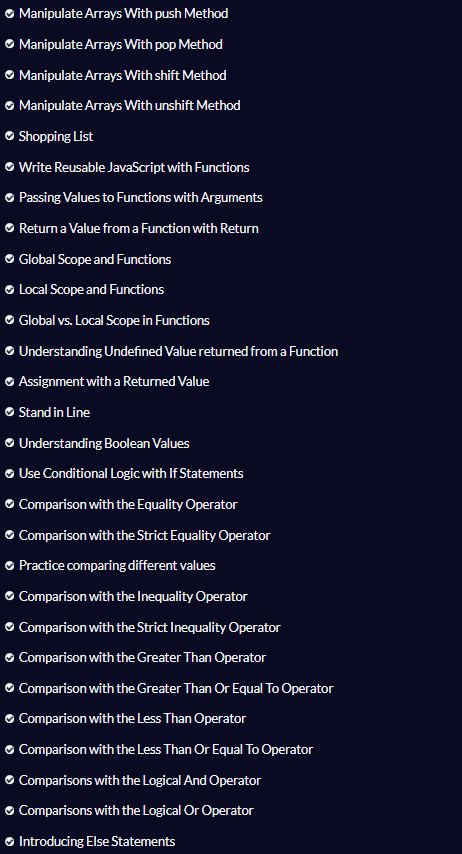 Manipulate Arrays With push Method
Manipulate Arrays With pop Method
Manipulate Arrays With shift Method
Manipulate Arrays With unshift Method
Shopping List
Write Reusable JavaScript with Functions
Passing Values to Functions with Arguments
Return a Value from a Function with Return
Global Scope and Functions
Local Scope and Functions
Global vs. Local Scope in Functions
Understanding Undefined Value returned from a Function
Assignment with a Returned Value
Stand in Line
Understanding Boolean Values
Use Conditional Logic with If Statements
Comparison with the Equality Operator
Comparison with the Strict Equality Operator
Practice comparing different values
Comparison with the Inequality Operator
Comparison with the Strict Inequality Operator
Comparison with the Greater Than Operator
Comparison with the Greater Than Or Equal To Operator
Comparison with the Less Than Operator
Comparison with the Less Than Or Equal To Operator
Comparisons with the Logical And Operator
Comparisons with the Logical Or Operator
Introducing Else Statements